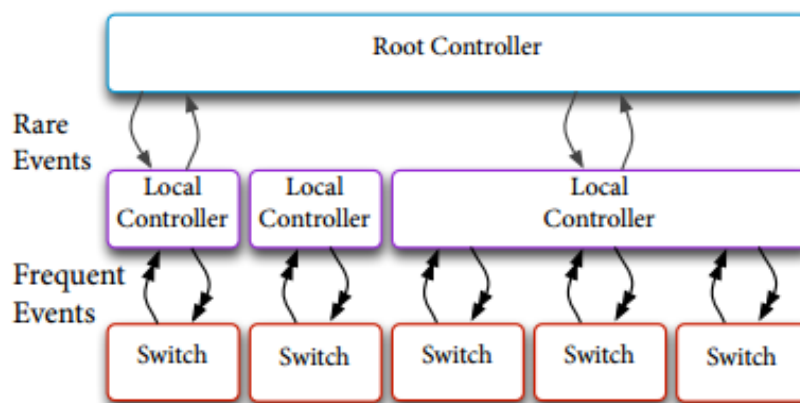 Root Controller
Rare
Events
Local
Controller
Local
Controller
Local
Controller
Frequent
Events
Switch
Switch
Switch
Switch
Switch